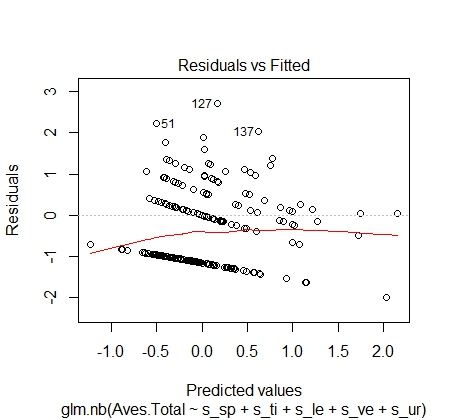 Residuals vs Fitted
Residuals
3
2
1
0
-1
-2
127
51
137
-1.0 -0.5 0.0 0.5 1.0 1.5 2.0
Predicted values
glm.nb(Aves.Total ~ s_sp + s_ti + s_le + s_ve + s_ur)